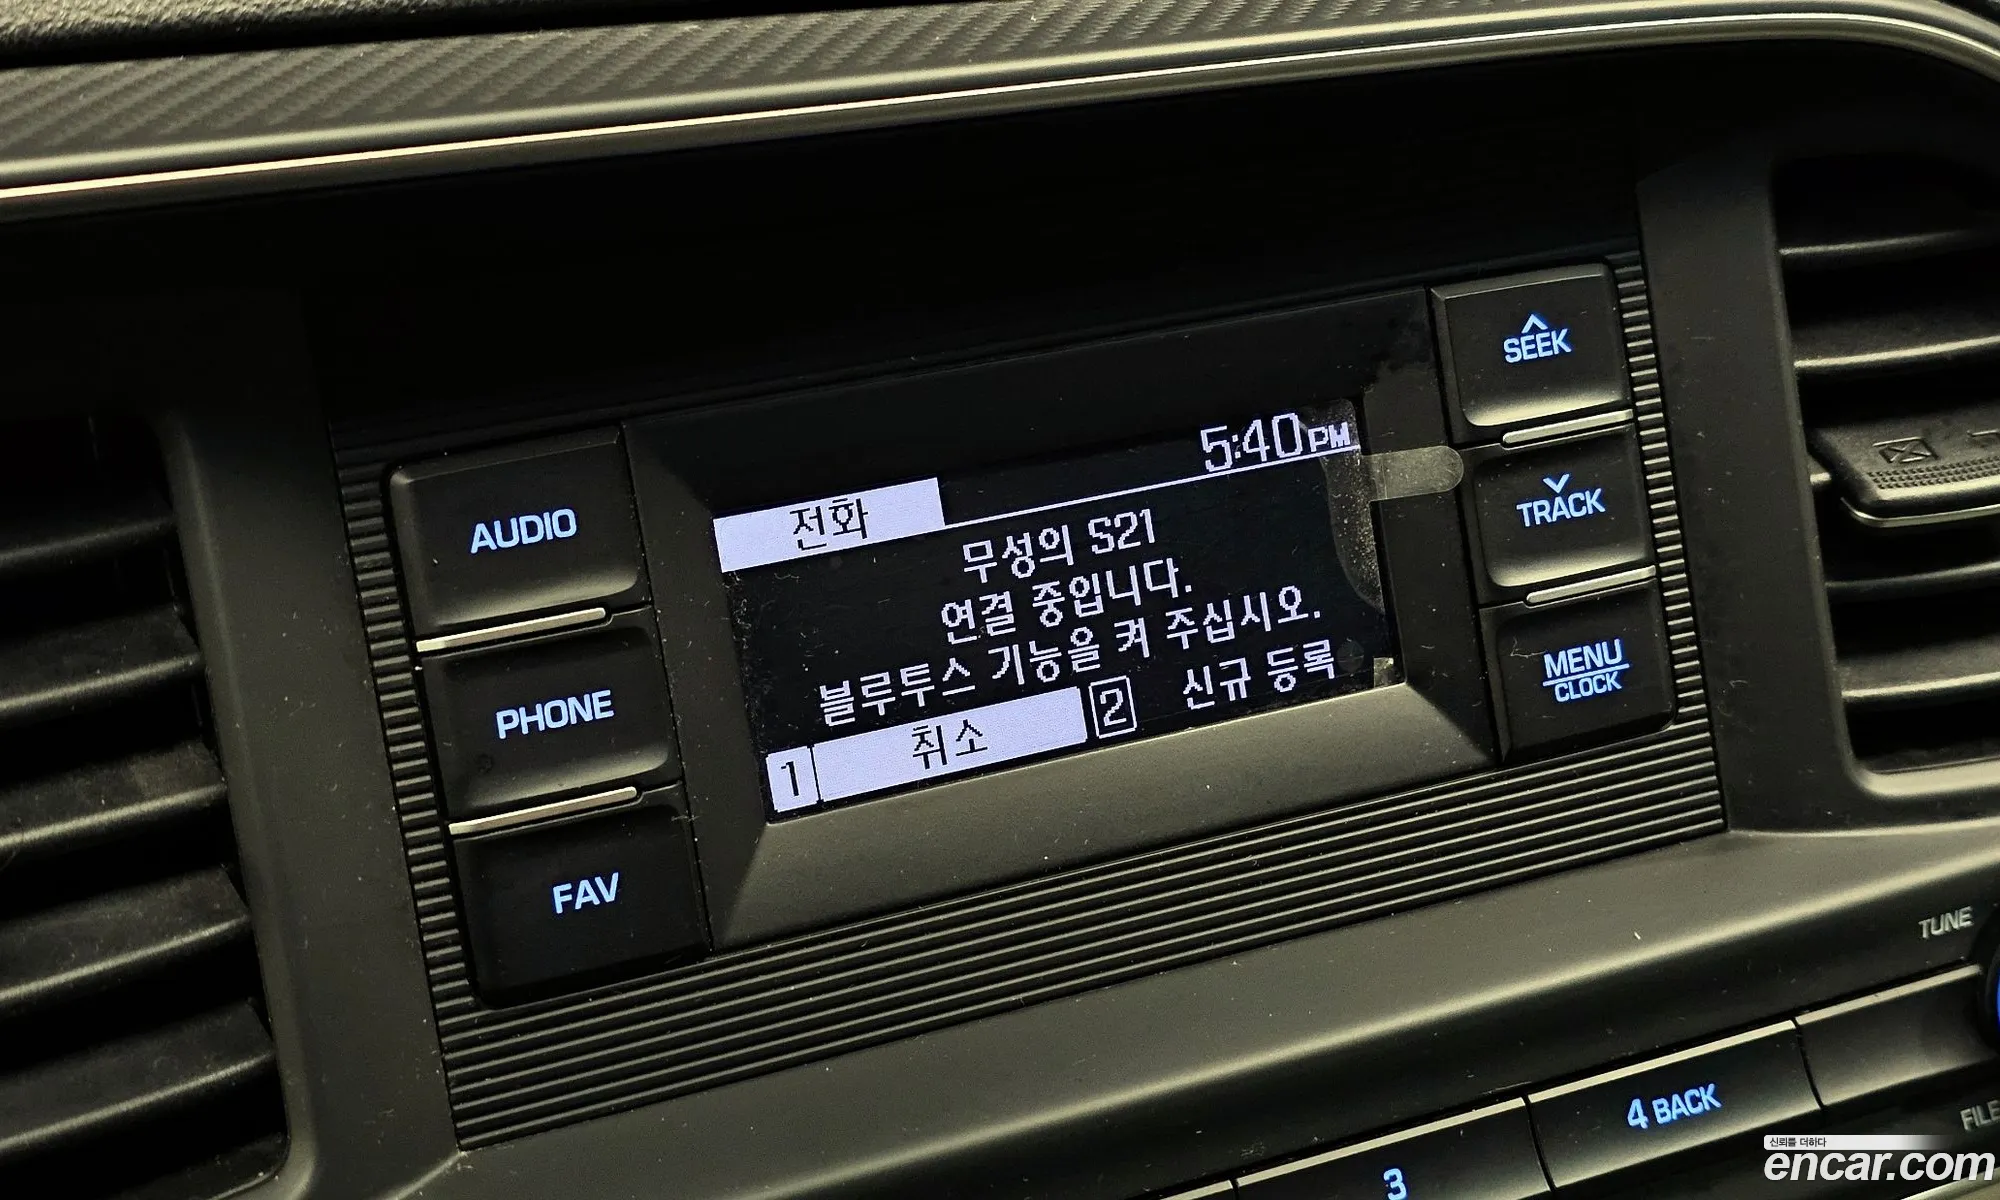 5:40PM
전화
무성의 S21
연결 중입니다.
블루투스 기능을 켜 주십시오.
1 취소 2 신규 등록
AUDIO
PHONE
FAV
SEEK
TRACK
MENU
CLOCK
TUNE
FILE
4 BACK
3
신뢰를 더하다
encar.com